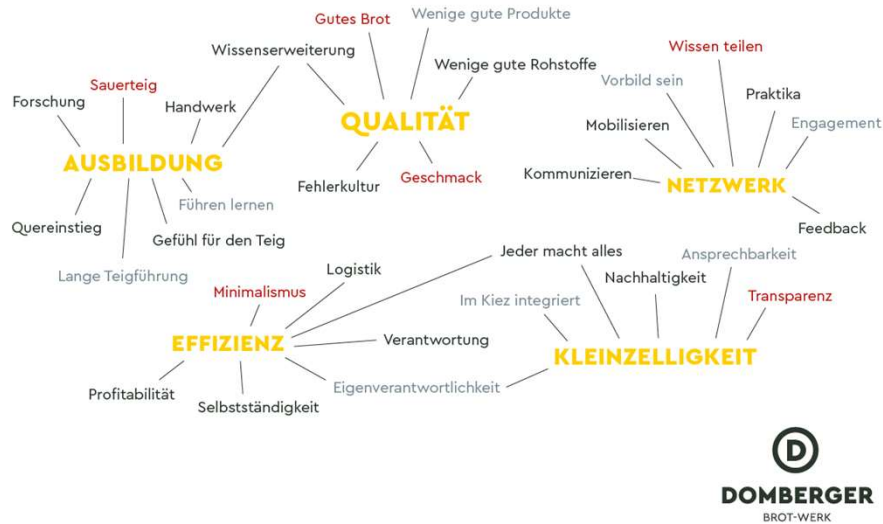 Gutes Brot
Wenige gute Produkte
Wissenserweiterung
Wenige gute Rohstoffe
QUALITÄT
Fehlerkultur
Geschmack
Sauerteig
Forschung
Handwerk
AUSBILDUNG
Führen lernen
Quereinstieg
Gefühl für den Teig
Lange Teigführung
Wissen teilen
Vorbild sein
Praktika
Mobilisieren
Engagement
Kommunizieren
NETZWERK
Feedback
Logistik
Jeder macht alles
Minimalismus
EFFIZIENZ
Verantwortung
Profitabilität
Selbstständigkeit
Eigenverantwortlichkeit
Ansprechbarkeit
Nachhaltigkeit
Im Kiez integriert
Transparenz
KLEINZELLIGKEIT
D
DOMBERGER
BROT-WERK